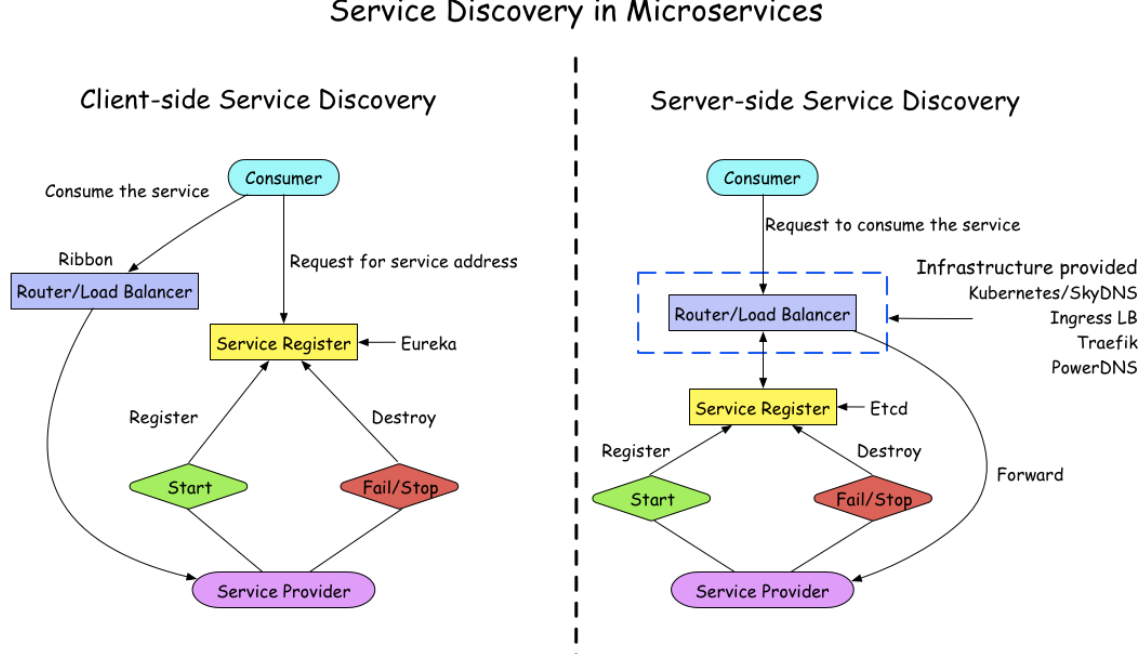 Service Discovery in Microservices
Client-side Service Discovery
Consumer
Consume the service
Ribbon
Request for service address
Router/Load Balancer
Service Register
Eureka
Register
Destroy
Start
Fail/Stop
Service Provider
Server-side Service Discovery
Consumer
Request to consume the service
Infrastructure provided
Kubernetes/SkyDNS
Ingress LB
Traefik
PowerDNS
Router/Load Balancer
Service Register
Etcd
Register
Destroy
Forward
Start
Fail/Stop
Service Provider